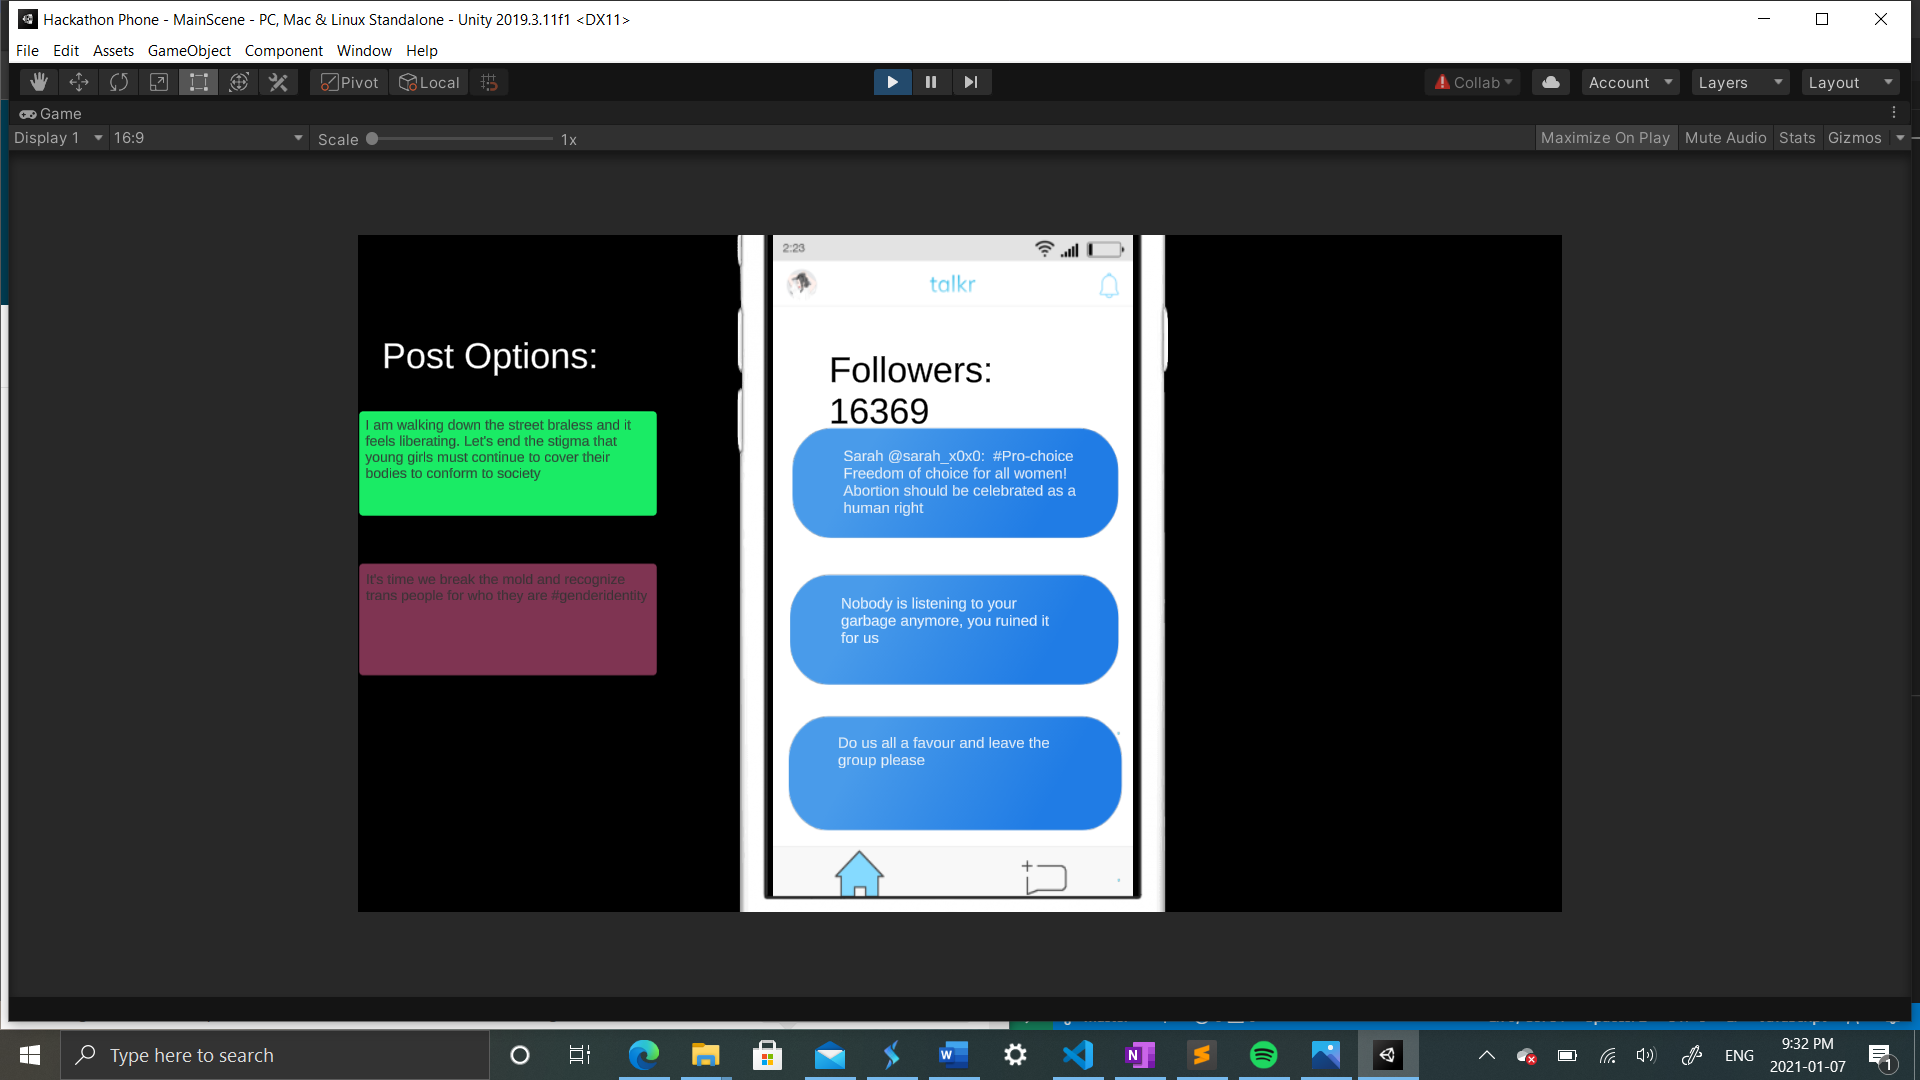 Hackathon Phone - MainScene - PC, Mac & Linux Standalone - Unity 2019.3.11f1 <DX11>
File Edit Assets GameObject Component Window Help
Pivot Local Collab Account Layers Layout
Game
Display 1 16:9 Scale 1x Maximize On Play Mute Audio Stats Gizmos
2:23
talkr
Post Options:
I am walking down the street braless and it
feels liberating. Let's end the stigma that
young girls must continue to cover their
bodies to conform to society
It's time we break the mold and recognize
trans people for who they are #genderidentity
Followers:
16369
Sarah @sarah_x0x0:  #Pro-choice
Freedom of choice for all women!
Abortion should be celebrated as a
human right
Nobody is listening to your
garbage anymore, you ruined it
for us
Do us all a favour and leave the
group please
Type here to search
ENG
9:32 PM
2021-01-07
1